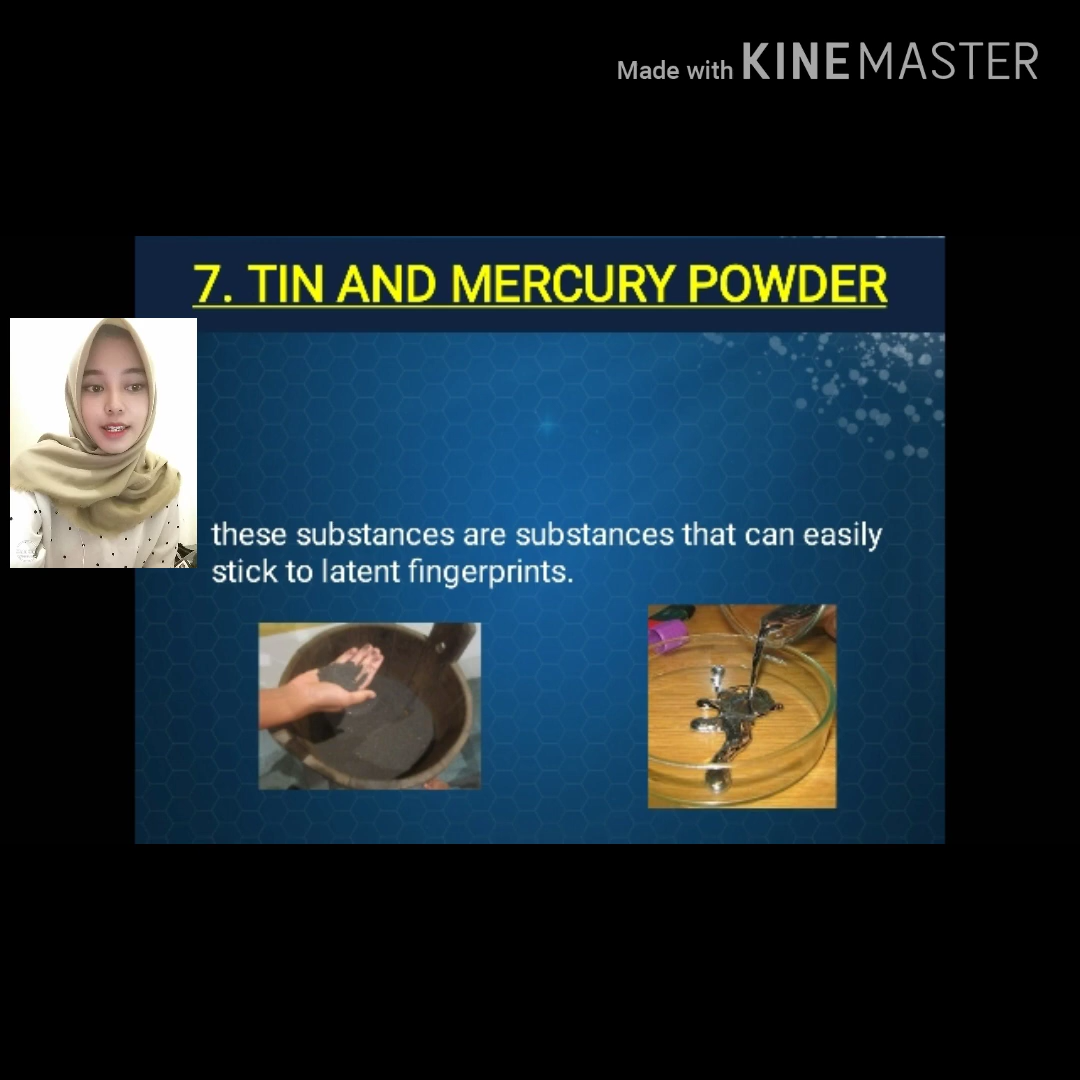 Made with KINEMASTER
7. TIN AND MERCURY POWDER
these substances are substances that can easily
stick to latent fingerprints.